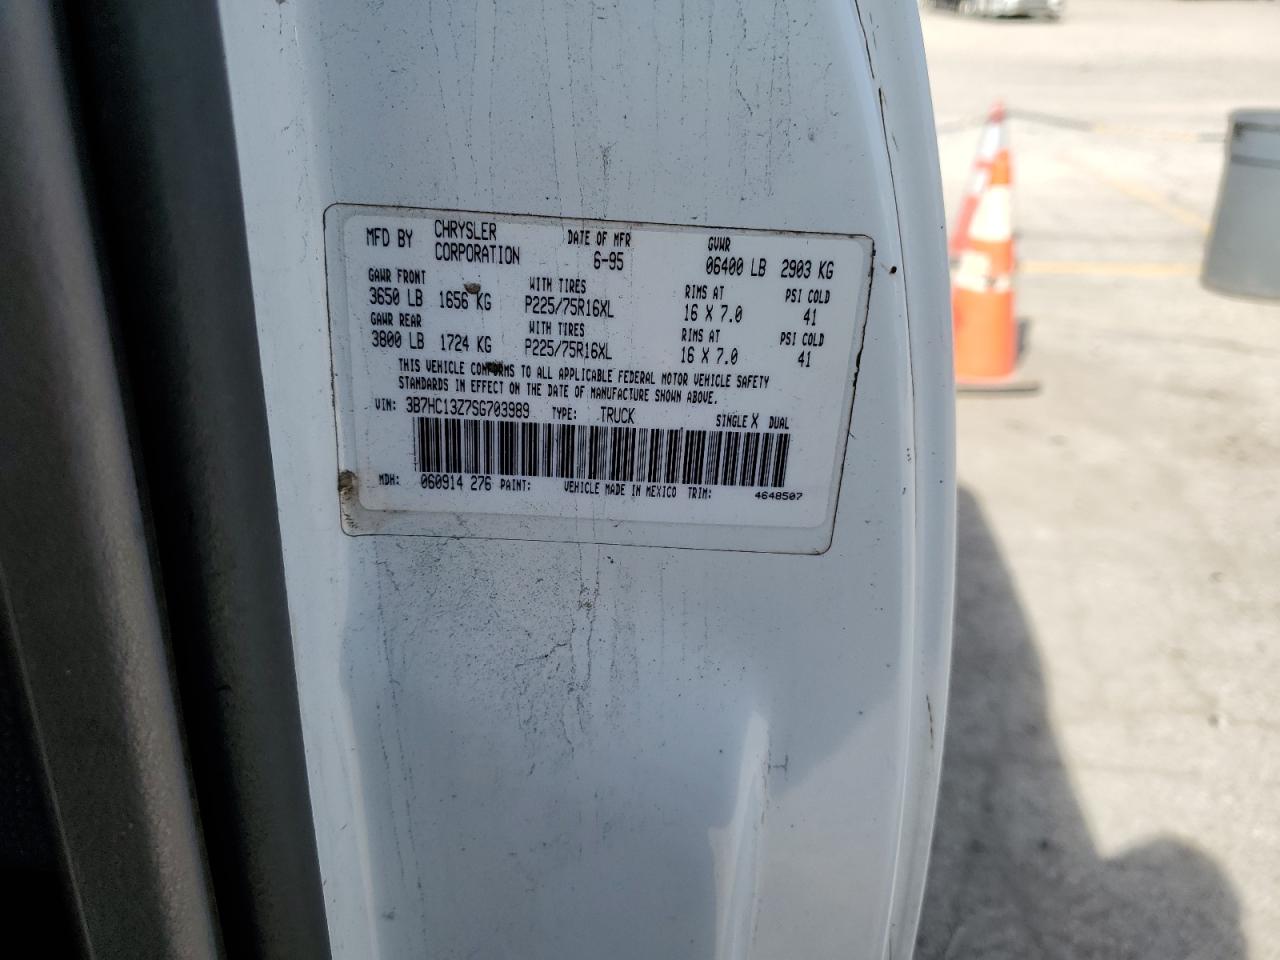 MFD BY CHRYSLER CORPORATION DATE OF MFR 6-95 GVWR 06400 LB 2903 KG
GAWR FRONT WITH TIRES RIMS AT PSI COLD
3650 LB 1656 KG P225/75R16XL 16 X 7.0 41
GAWR REAR WITH TIRES RIMS AT PSI COLD
3800 LB 1724 KG P225/75R16XL 16 X 7.0 41
THIS VEHICLE CONFORMS TO ALL APPLICABLE FEDERAL MOTOR VEHICLE SAFETY
STANDARDS IN EFFECT ON THE DATE OF MANUFACTURE SHOWN ABOVE.
VIN: 3B7HC13Z7SG703989 TYPE: TRUCK SINGLE X DUAL
MDH: 060914 276 PAINT: VEHICLE MADE IN MEXICO TRIM: 4648507